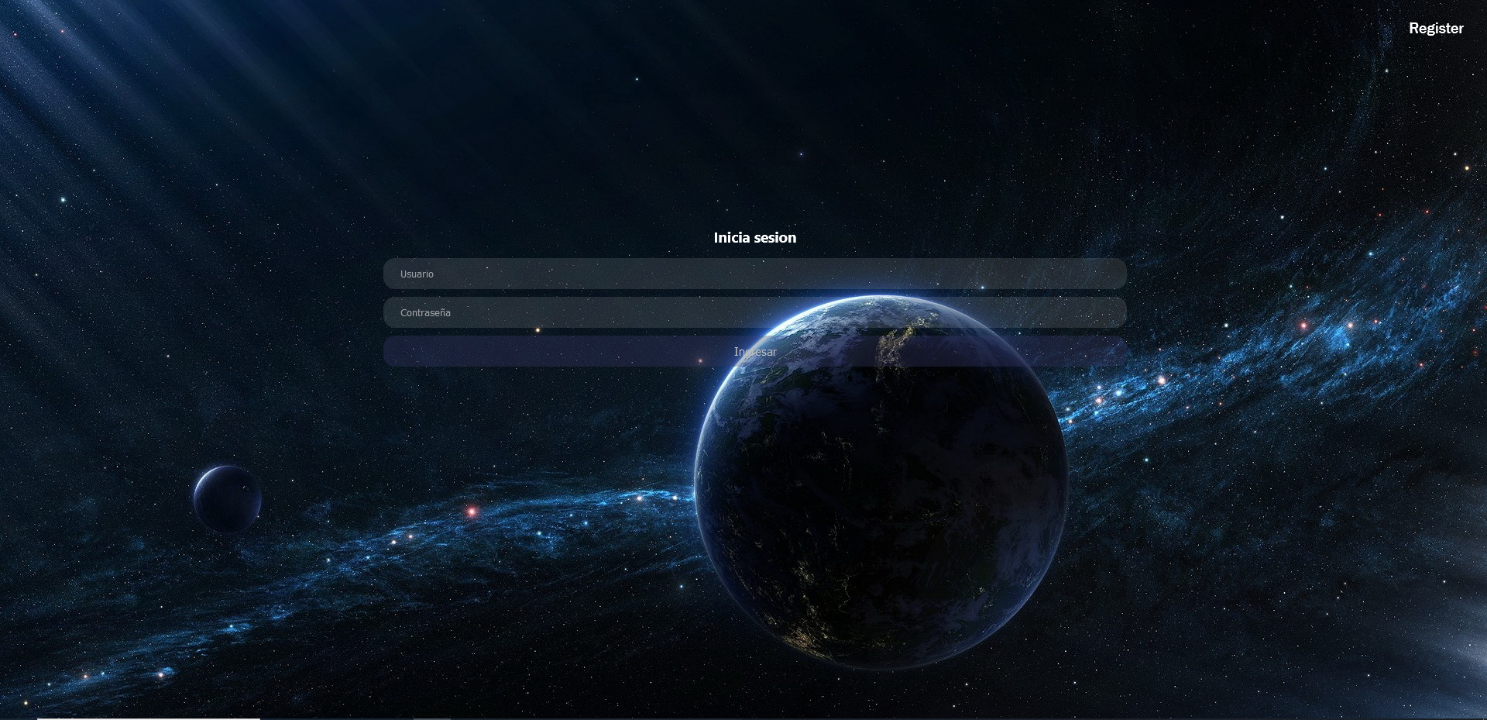 Register
Inicia sesion
Usuario
Contraseña
Ingresar